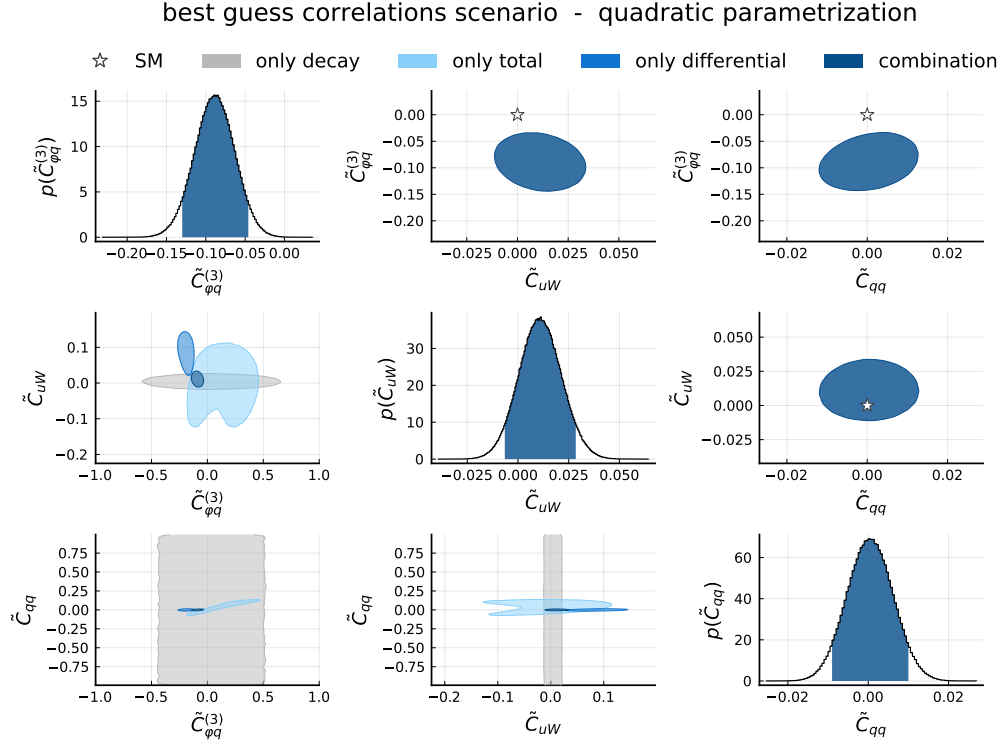 best guess correlations scenario - quadratic parametrization
SM only decay only total only differential combination
15
10
5
0
p(C̃_{φq}^{(3)})
−0.20 −0.15 −0.10 −0.05 0.00
C̃_{φq}^{(3)}
0.00
−0.05
−0.10
−0.15
−0.20
C̃_{φq}^{(3)}
−0.025 0.000 0.025 0.050
C̃_{uW}
0.00
−0.05
−0.10
−0.15
−0.20
C̃_{φq}^{(3)}
−0.02 0.00 0.02
C̃_{qq}
0.1
0.0
−0.1
−0.2
C̃_{uW}
−1.0 −0.5 0.0 0.5 1.0
C̃_{φq}^{(3)}
30
20
10
0
p(C̃_{uW})
−0.025 0.000 0.025 0.050
C̃_{uW}
0.050
0.025
0.000
−0.025
C̃_{uW}
−0.02 0.00 0.02
C̃_{qq}
0.75
0.50
0.25
0.00
−0.25
−0.50
−0.75
C̃_{qq}
−1.0 −0.5 0.0 0.5 1.0
C̃_{φq}^{(3)}
0.75
0.50
0.25
0.00
−0.25
−0.50
−0.75
C̃_{qq}
−0.2 −0.1 0.0 0.1
C̃_{uW}
60
40
20
0
p(C̃_{qq})
−0.02 0.00 0.02
C̃_{qq}